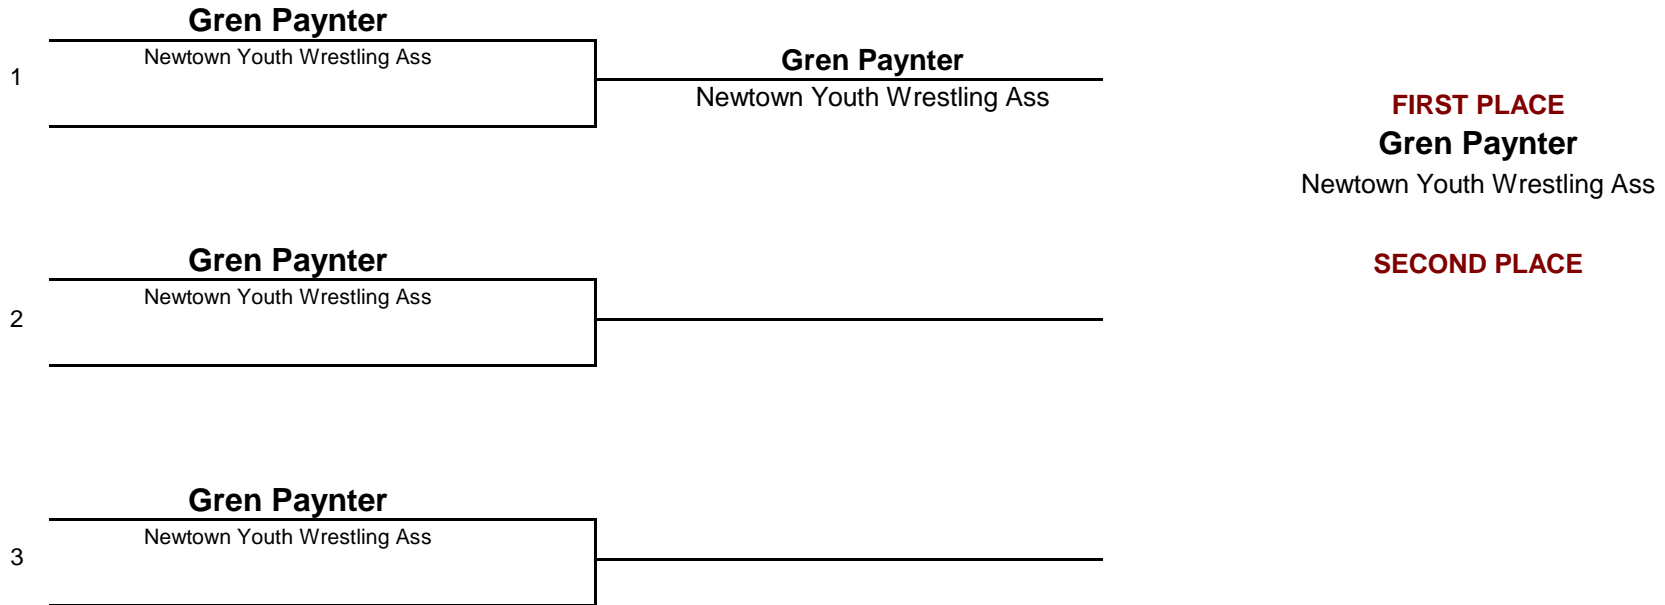 Gren Paynter
Newtown Youth Wrestling Ass
1
Gren Paynter
Newtown Youth Wrestling Ass
FIRST PLACE
Gren Paynter
Newtown Youth Wrestling Ass
Gren Paynter
Newtown Youth Wrestling Ass
2
SECOND PLACE
Gren Paynter
Newtown Youth Wrestling Ass
3